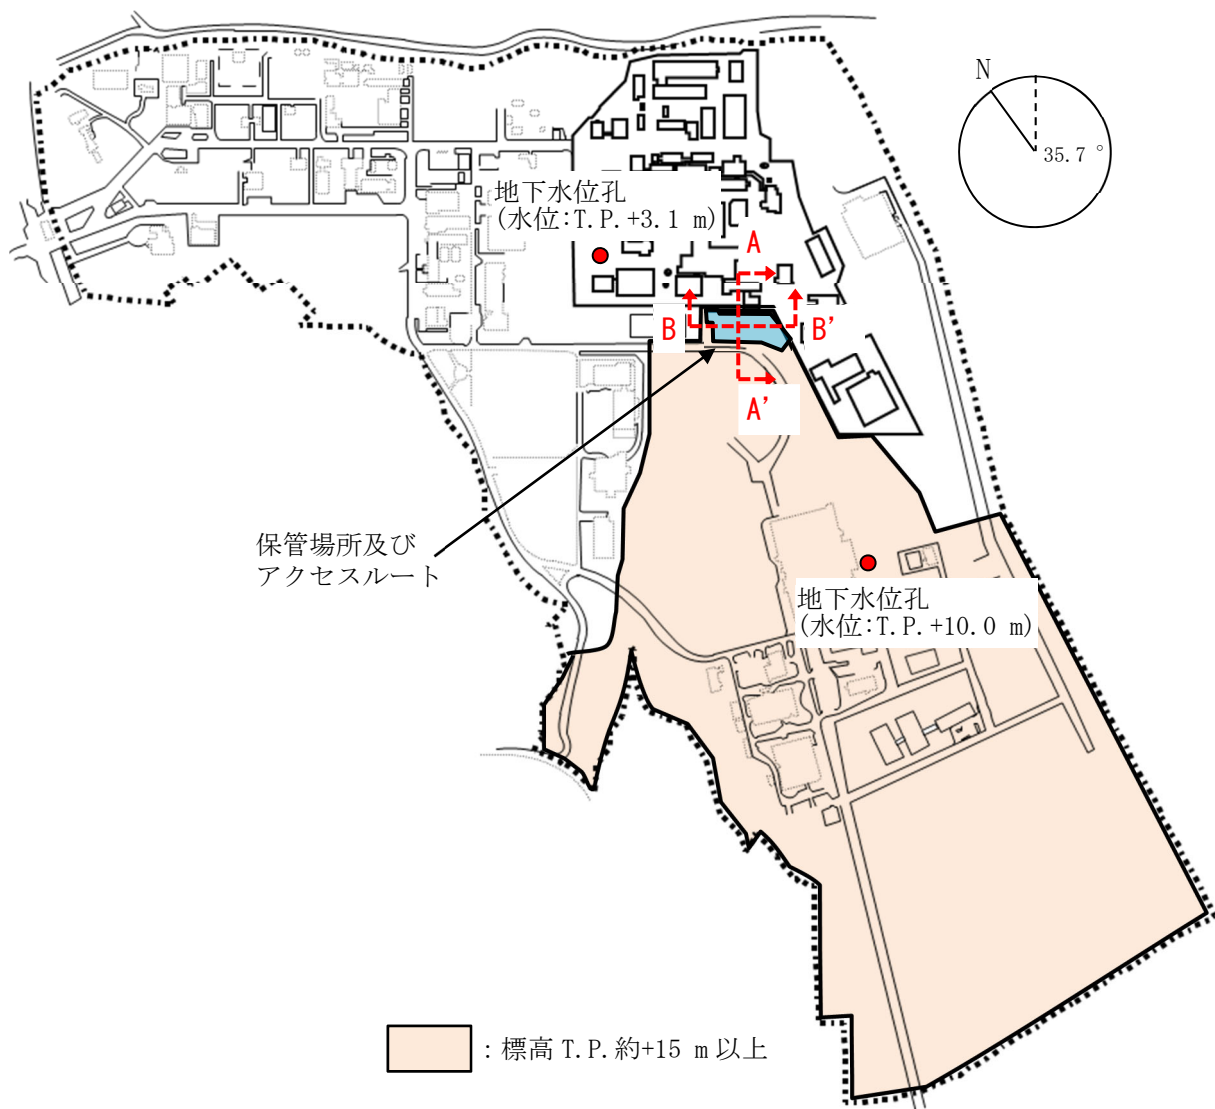 N
35.7°
地下水位孔
(水位:T.P.+3.1 m)
A
B
B’
A’
保管場所及び
アクセスルート
地下水位孔
(水位:T.P.+10.0 m)
:標高 T.P.約+15 m 以上